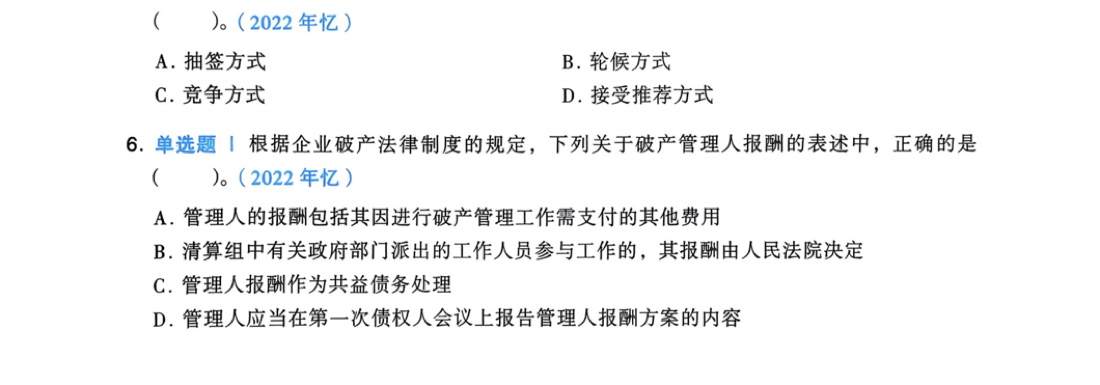 (　　)。(2022 年忆)
A. 抽签方式　　B. 轮候方式
C. 竞争方式　　D. 接受推荐方式
6. 单选题 | 根据企业破产法律制度的规定，下列关于破产管理人报酬的表述中，正确的是
(　　)。(2022 年忆)
A. 管理人的报酬包括其因进行破产管理工作需支付的其他费用
B. 清算组中有关政府部门派出的工作人员参与工作的，其报酬由人民法院决定
C. 管理人报酬作为共益债务处理
D. 管理人应当在第一次债权人会议上报告管理人报酬方案的内容